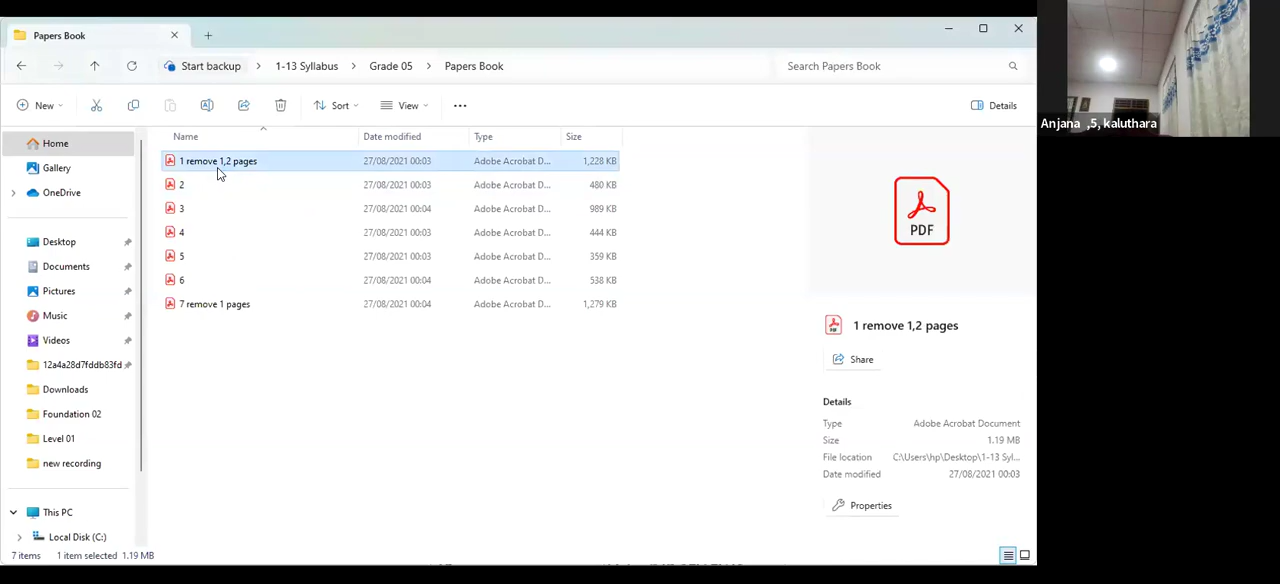 Papers Book
Start backup > 1-13 Syllabus > Grade 05 > Papers Book
Search Papers Book
New
Sort
View
Details
Home
Gallery
OneDrive
Desktop
Documents
Pictures
Music
Videos
12a4a28d7fddb83fd
Downloads
Foundation 02
Level 01
new recording
This PC
Local Disk (C:)
Name Date modified Type Size
1 remove 1,2 pages 27/08/2021 00:03 Adobe Acrobat D... 1,228 KB
2 27/08/2021 00:03 Adobe Acrobat D... 480 KB
3 27/08/2021 00:04 Adobe Acrobat D... 989 KB
4 27/08/2021 00:03 Adobe Acrobat D... 444 KB
5 27/08/2021 00:03 Adobe Acrobat D... 359 KB
6 27/08/2021 00:04 Adobe Acrobat D... 538 KB
7 remove 1 pages 27/08/2021 00:04 Adobe Acrobat D... 1,279 KB
PDF
1 remove 1,2 pages
Share
Details
Type Adobe Acrobat Document
Size 1.19 MB
File location C:\Users\hp\Desktop\1-13 Syl...
Date modified 27/08/2021 00:03
Properties
7 items 1 item selected 1.19 MB
Anjana ,5, kaluthara